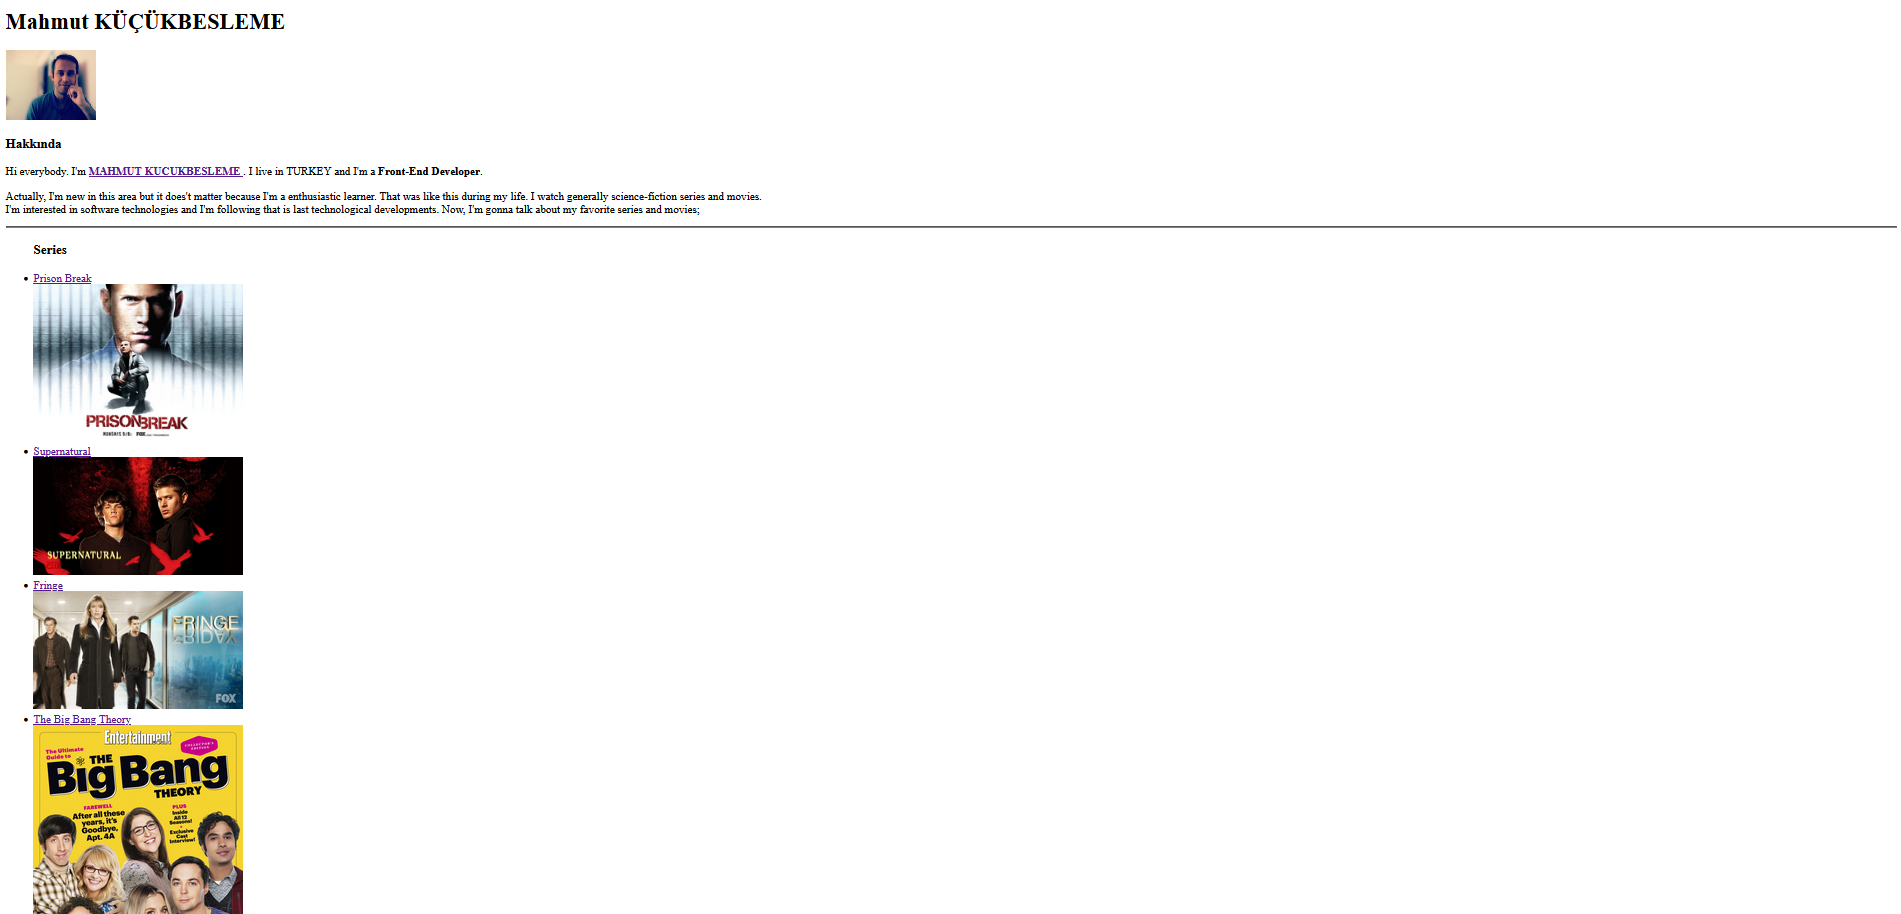 Mahmut KÜÇÜKBESLEME
Hakkında
Hi everybody. I'm MAHMUT KUCUKBESLEME . I live in TURKEY and I'm a Front-End Developer.
Actually, I'm new in this area but it does't matter because I'm a enthusiastic learner. That was like this during my life. I watch generally science-fiction series and movies.
I'm interested in software technologies and I'm following that is last technological developments. Now, I'm gonna talk about my favorite series and movies;
Series
Prison Break
PRISON BREAK
FOX
Supernatural
SUPERNATURAL
Fringe
FRINGE
FOX
The Big Bang Theory
Entertainment
COLLECTOR'S
EDITION
The Ultimate
Guide to
THE
Big Bang
THEORY
FAREWELL
After all these
years, it's
Goodbye,
Apt. 4A
PLUS
Inside
All 12
Seasons!
Exclusive
Cast
Interview!